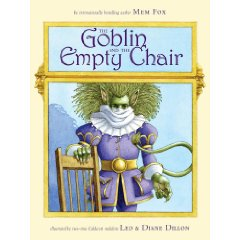 by internationally bestselling author MEM FOX
THE
GOBLIN
AND THE
EMPTY CHAIR
illustrated by two-time Caldecott medalists LEO & DIANE DILLON